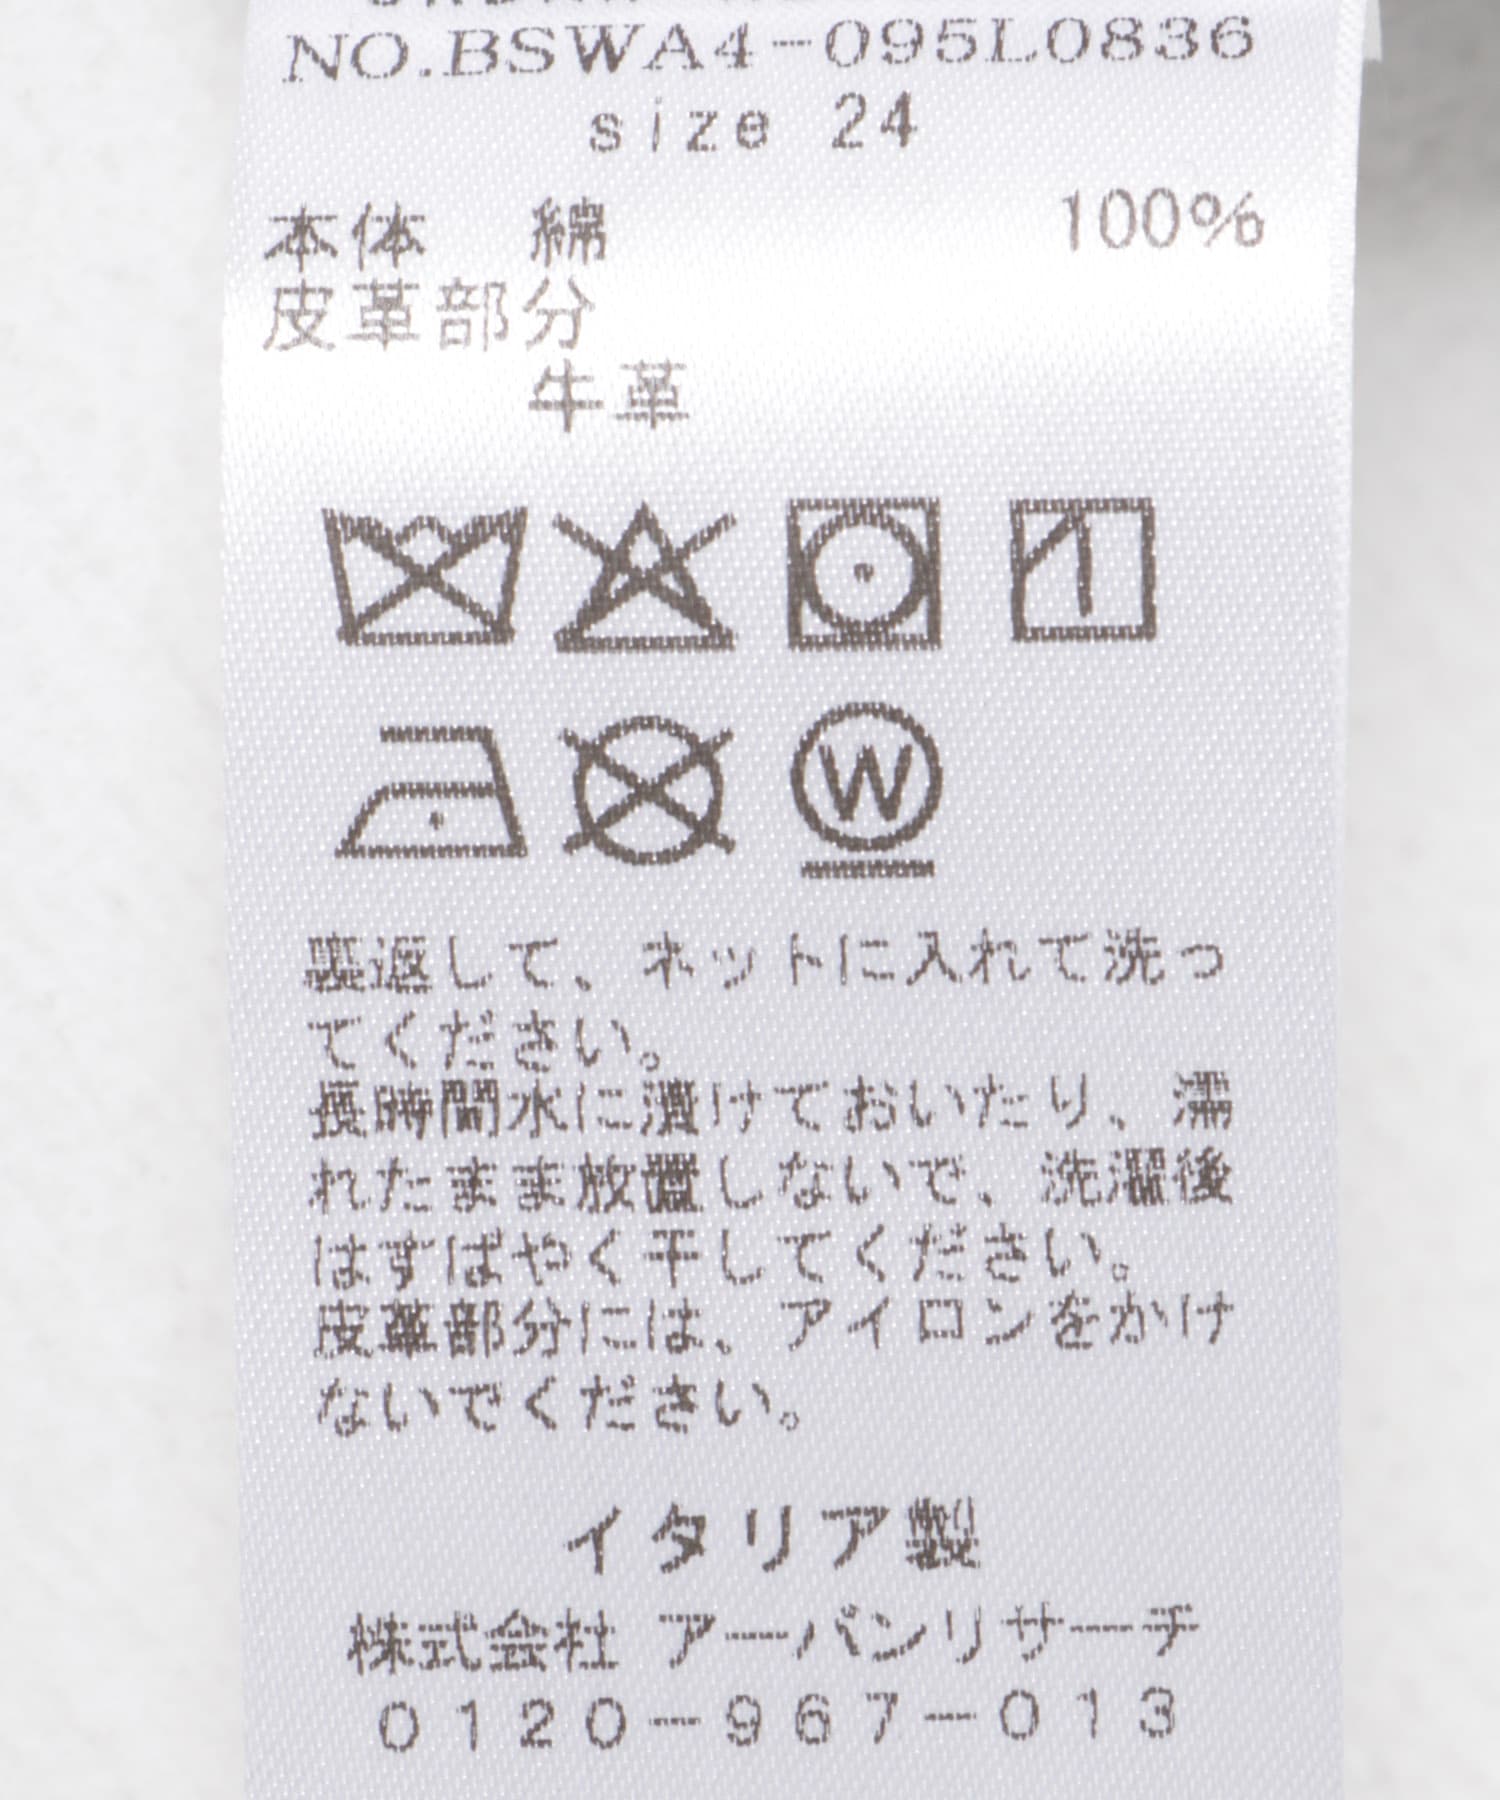 NO.BSWA4-095L0836
size 24
本体 綿 100%
皮革部分
牛革
W
裏返して、ネットに入れて洗っ
てください。
長時間水に漬けておいたり、濡
れたまま放置しないで、洗濯後
はすばやく干してください。
皮革部分には、アイロンをかけ
ないでください。
イタリア製
株式会社 アーバンリサーチ
0120-967-013